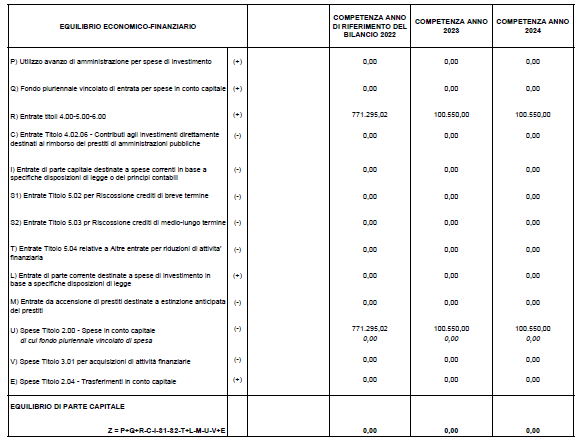 EQUILIBRIO ECONOMICO-FINANZIARIO COMPETENZA ANNO DI RIFERIMENTO DEL BILANCIO 2022 COMPETENZA ANNO 2023 COMPETENZA ANNO 2024
P) Utilizzo avanzo di amministrazione per spese di investimento (+) 0,00 0,00 0,00
Q) Fondo pluriennale vincolato di entrata per spese in conto capitale (+) 0,00 0,00 0,00
R) Entrate titoli 4.00-5.00-6.00 (+) 771.295,02 100.550,00 100.550,00
C) Entrate Titolo 4.02.06 - Contributi agli investimenti direttamente (-) 0,00 0,00 0,00
destinati al rimborso dei prestiti di amministrazioni pubbliche
I) Entrate di parte capitale destinate a spese correnti in base a (-) 0,00 0,00 0,00
specifiche disposizioni di legge o dei principi contabili
S1) Entrate Titolo 5.02 per Riscossione crediti di breve termine (-) 0,00 0,00 0,00
S2) Entrate Titolo 5.03 pr Riscossione crediti di medio-lungo termine (-) 0,00 0,00 0,00
T) Entrate Titolo 5.04 relative a Altre entrate per riduzioni di attivita' (-) 0,00 0,00 0,00
finanziaria
L) Entrate di parte corrente destinate a spese di investimento in (+) 0,00 0,00 0,00
base a specifiche disposizioni di legge
M) Entrate da accensione di prestiti destinate a estinzione anticipata (-) 0,00 0,00 0,00
dei prestiti
U) Spese Titolo 2.00 - Spese in conto capitale (-) 771.295,02 100.550,00 100.550,00
di cui fondo pluriennale vincolato di spesa 0,00 0,00 0,00
V) Spese Titolo 3.01 per acquisizioni di attività finanziarie (-) 0,00 0,00 0,00
E) Spese Titolo 2.04 - Trasferimenti in conto capitale (+) 0,00 0,00 0,00
EQUILIBRIO DI PARTE CAPITALE
Z = P+Q+R-C-I-S1-S2-T+L-M-U-V+E 0,00 0,00 0,00